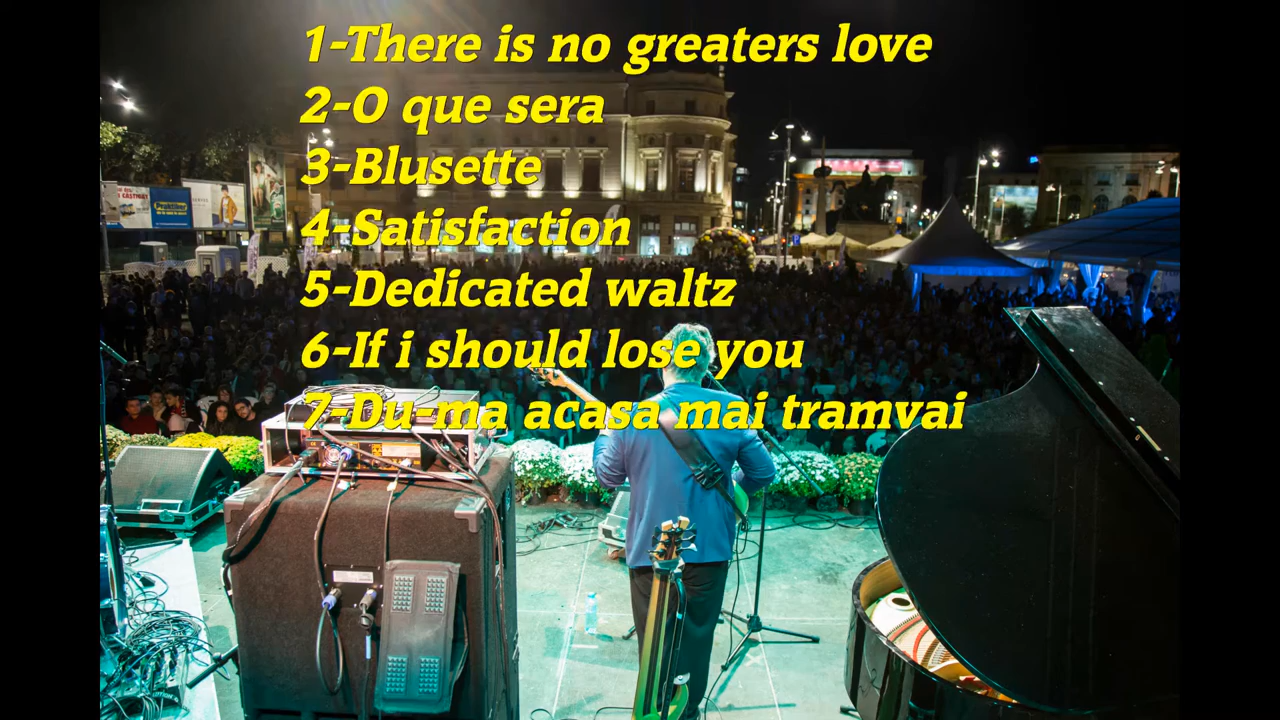 1-There is no greaters love
2-O que sera
3-Blusette
4-Satisfaction
5-Dedicated waltz
6-If i should lose you
7-Du-ma acasa mai tramvai
Praktiker